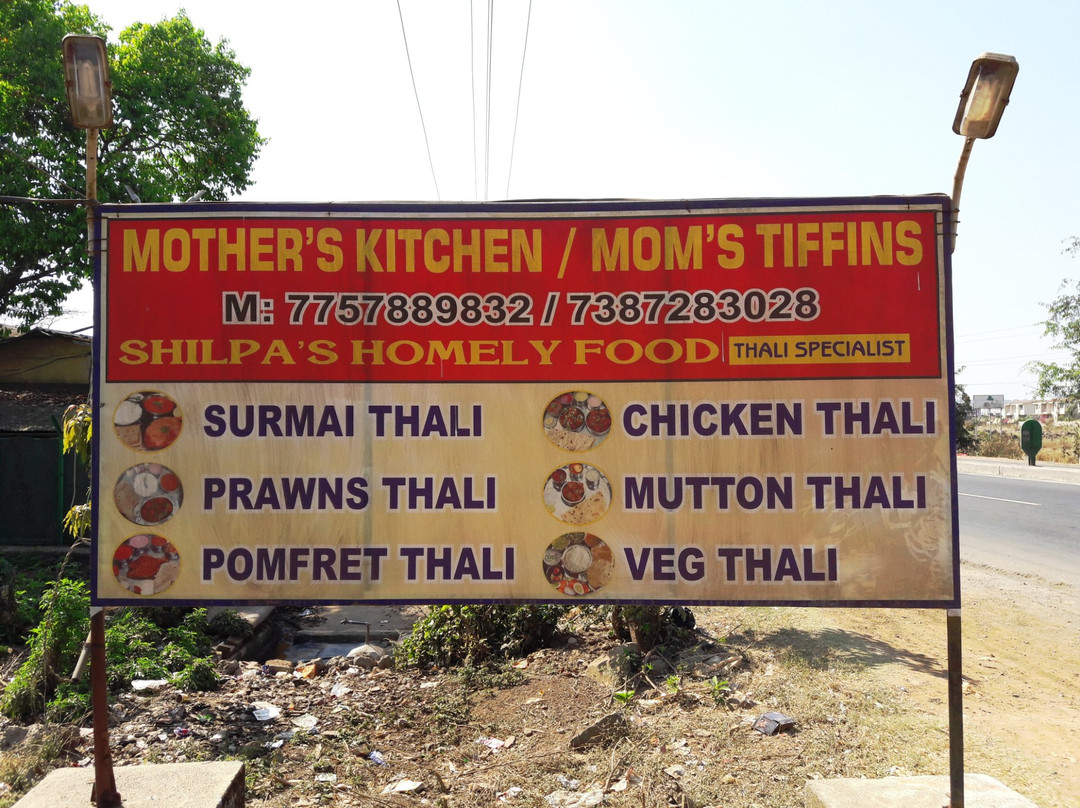 MOTHER'S KITCHEN / MOM'S TIFFINS
M: 7757889832 / 7387283028
SHILPA'S HOMELY FOOD THALI SPECIALIST
SURMAI THALI
CHICKEN THALI
PRAWNS THALI
MUTTON THALI
POMFRET THALI
VEG THALI